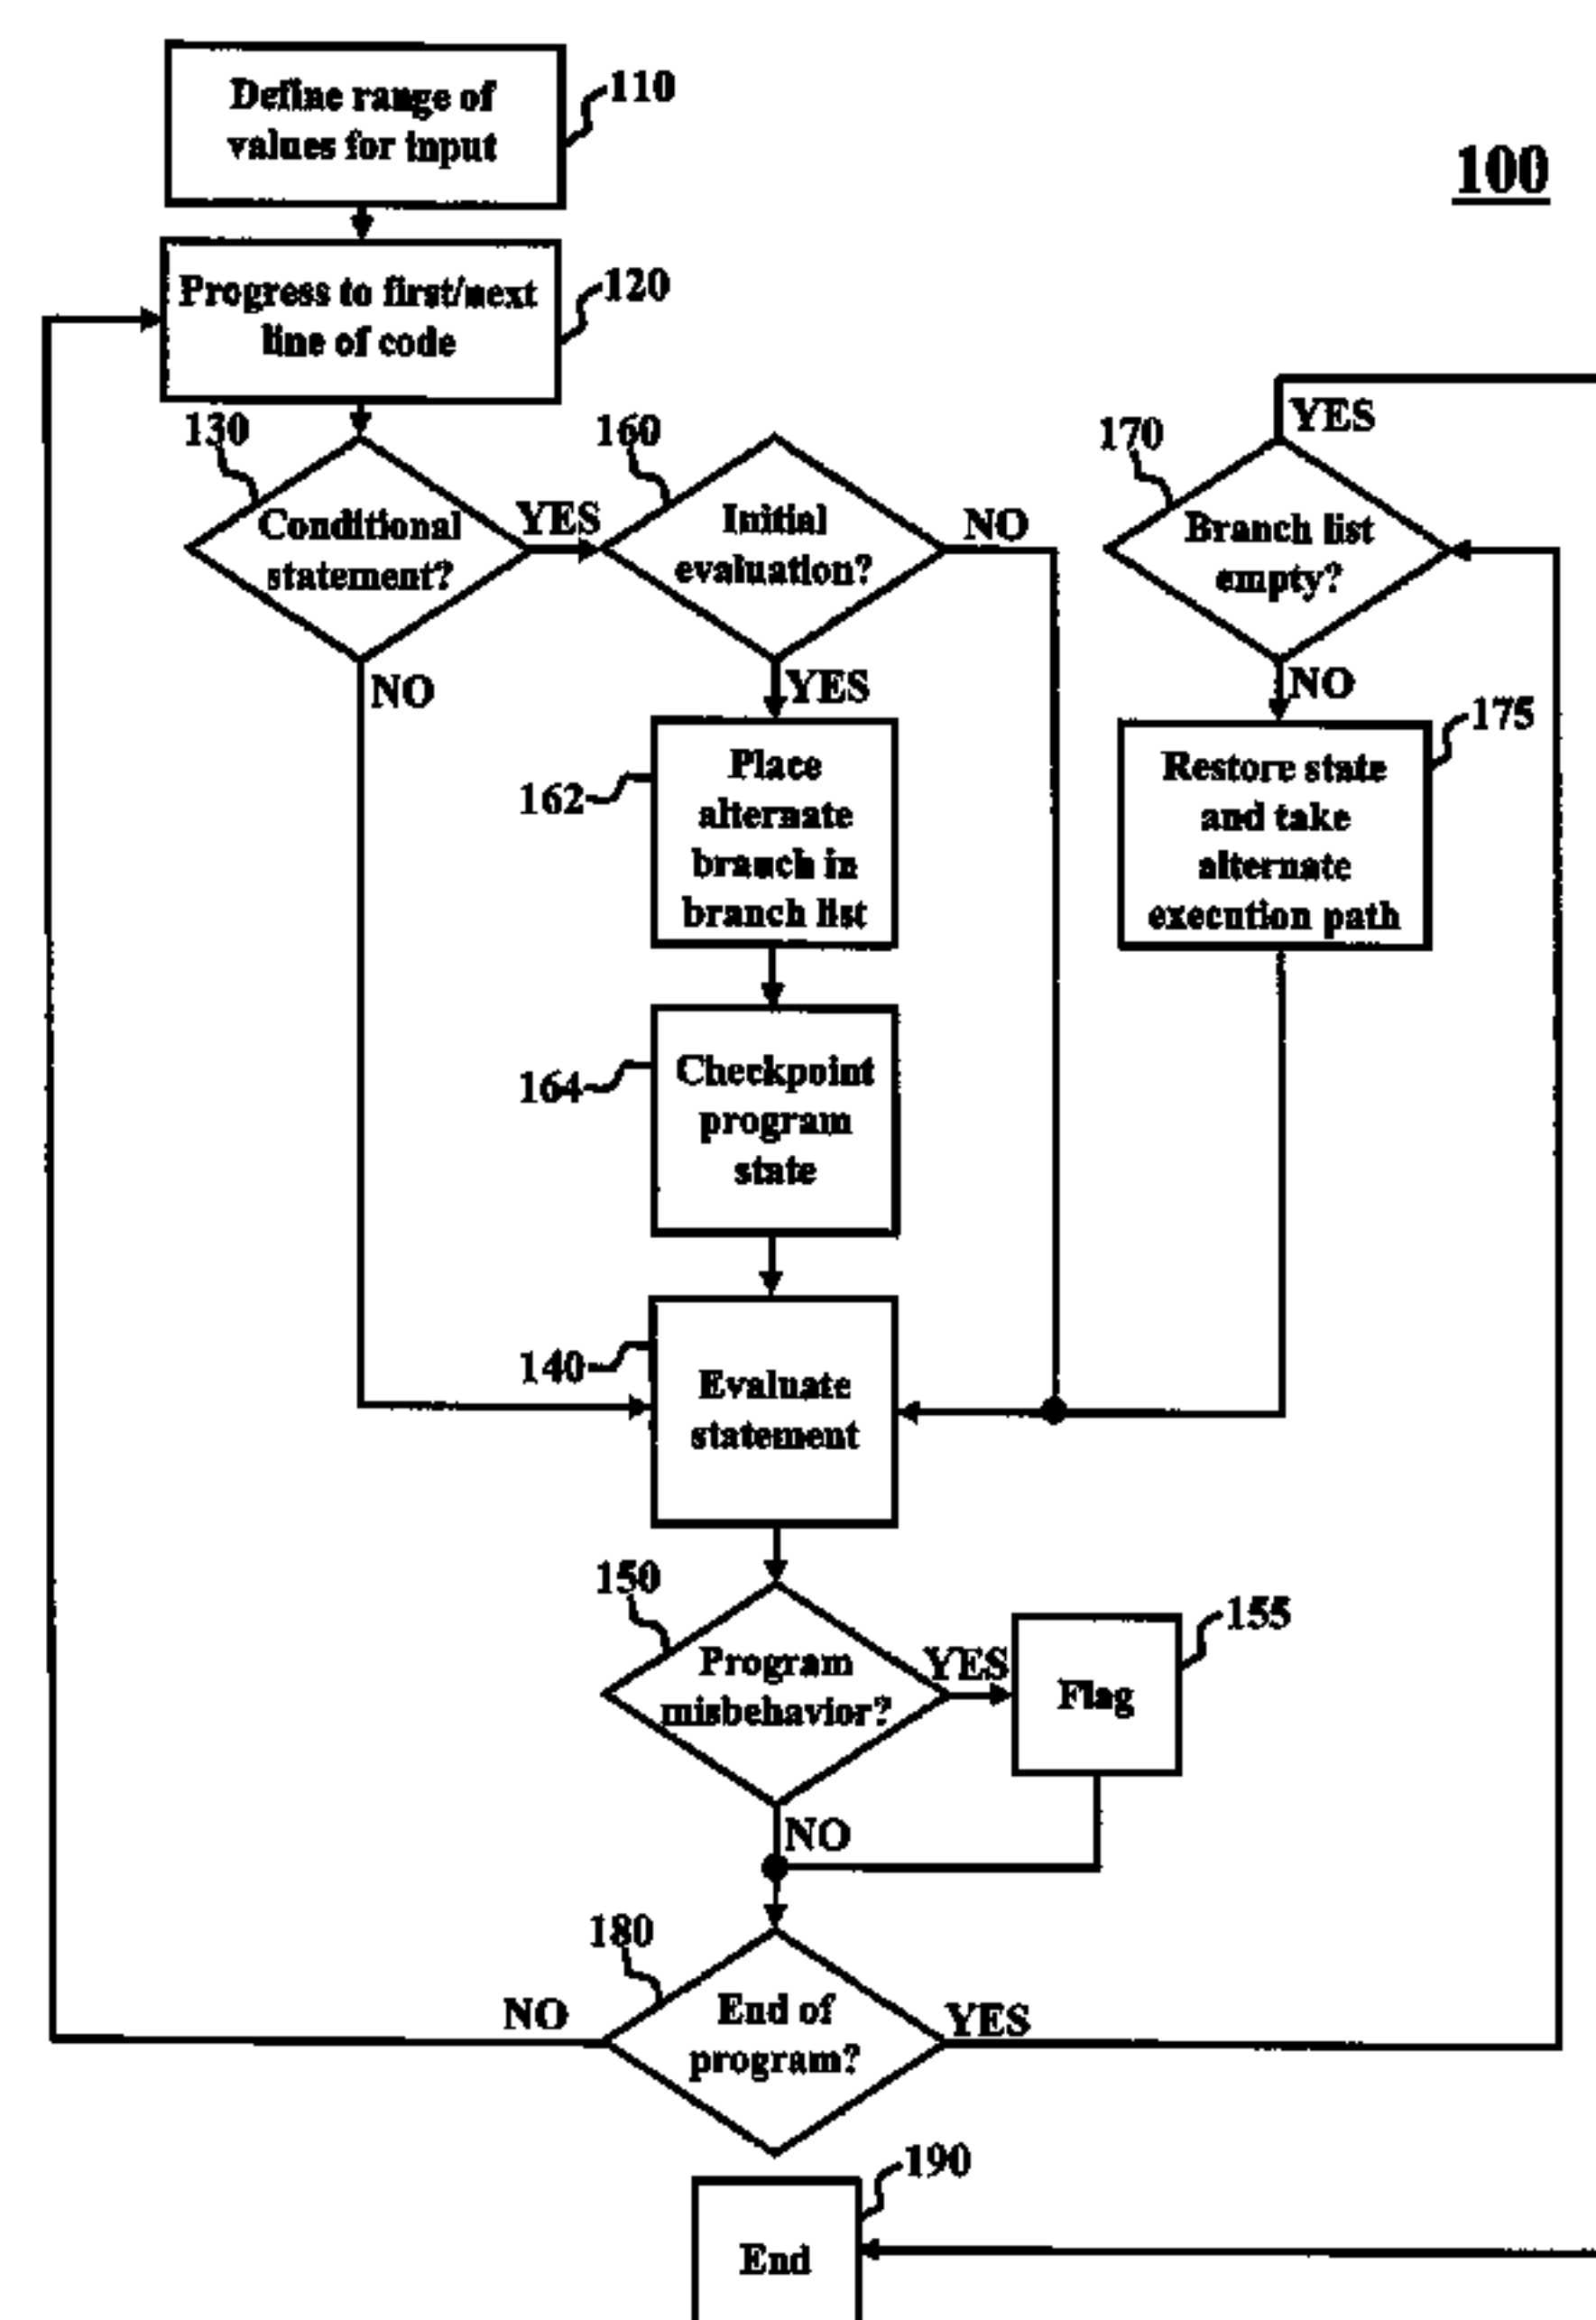 Define range of
values for input
110
100
Progress to first/next
line of code
120
130
Conditional
statement?
YES
NO
160
Initial
evaluation?
NO
YES
170
YES
Branch list
empty?
NO
162
Place
alternate
branch in
branch list
175
Restore state
and take
alternate
execution path
164
Checkpoint
program
state
140
Evaluate
statement
150
Program
misbehavior?
YES
NO
155
Flag
180
End of
program?
NO
YES
190
End